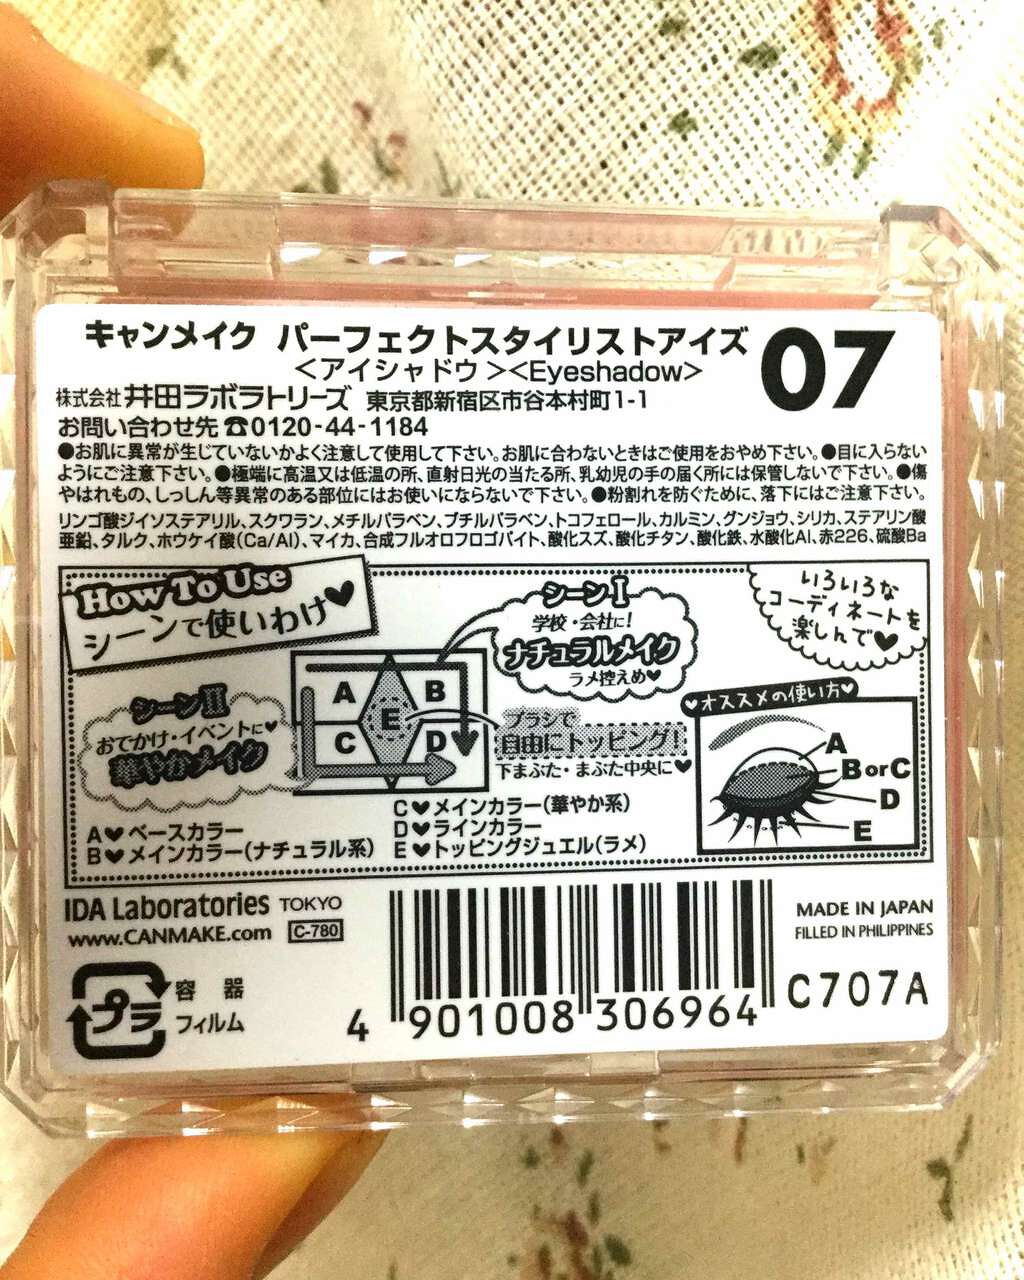 キャンメイク パーフェクトスタイリストアイズ 07
＜アイシャドウ＞＜Eyeshadow＞
株式会社 井田ラボラトリーズ 東京都新宿区市谷本村町1-1
お問い合わせ先☎0120-44-1184
●お肌に異常が生じていないかよく注意して使用して下さい。お肌に合わないときはご使用をおやめ下さい。●目に入らない
ようにご注意下さい。●極端に高温又は低温の所、直射日光の当たる所、乳幼児の手の届く所には保管しないで下さい。●傷
やはれもの、しっしん等異常のある部位にはお使いにならないで下さい。●粉割れを防ぐために、落下にはご注意下さい。
リンゴ酸ジイソステアリル、スクワラン、メチルパラベン、ブチルパラベン、トコフェロール、カルミン、グンジョウ、シリカ、ステアリン酸
亜鉛、タルク、ホウケイ酸(Ca/Al)、マイカ、合成フルオロフロゴパイト、酸化スズ、酸化チタン、酸化鉄、水酸化Al、赤226、硫酸Ba
How To Use
シーンで使いわけ♥
シーンⅠ
学校・会社に!
ナチュラルメイク
ラメ控えめ♥
いろいろな
コーディネートを
楽しんで♥
シーンⅡ
おでかけ・イベントに♥
華やかメイク
A
B
C
D
E
ブラシで
自由にトッピング!
下まぶた・まぶた中央に♥
♥オススメの使い方♥
A
B or C
D
E
A♥ベースカラー
B♥メインカラー(ナチュラル系)
C♥メインカラー(華やか系)
D♥ラインカラー
E♥トッピングジュエル(ラメ)
IDA Laboratories TOKYO
www.CANMAKE.com C-780
MADE IN JAPAN
FILLED IN PHILIPPINES
プラ
容 器
フィルム
4 901008 306964
C707A